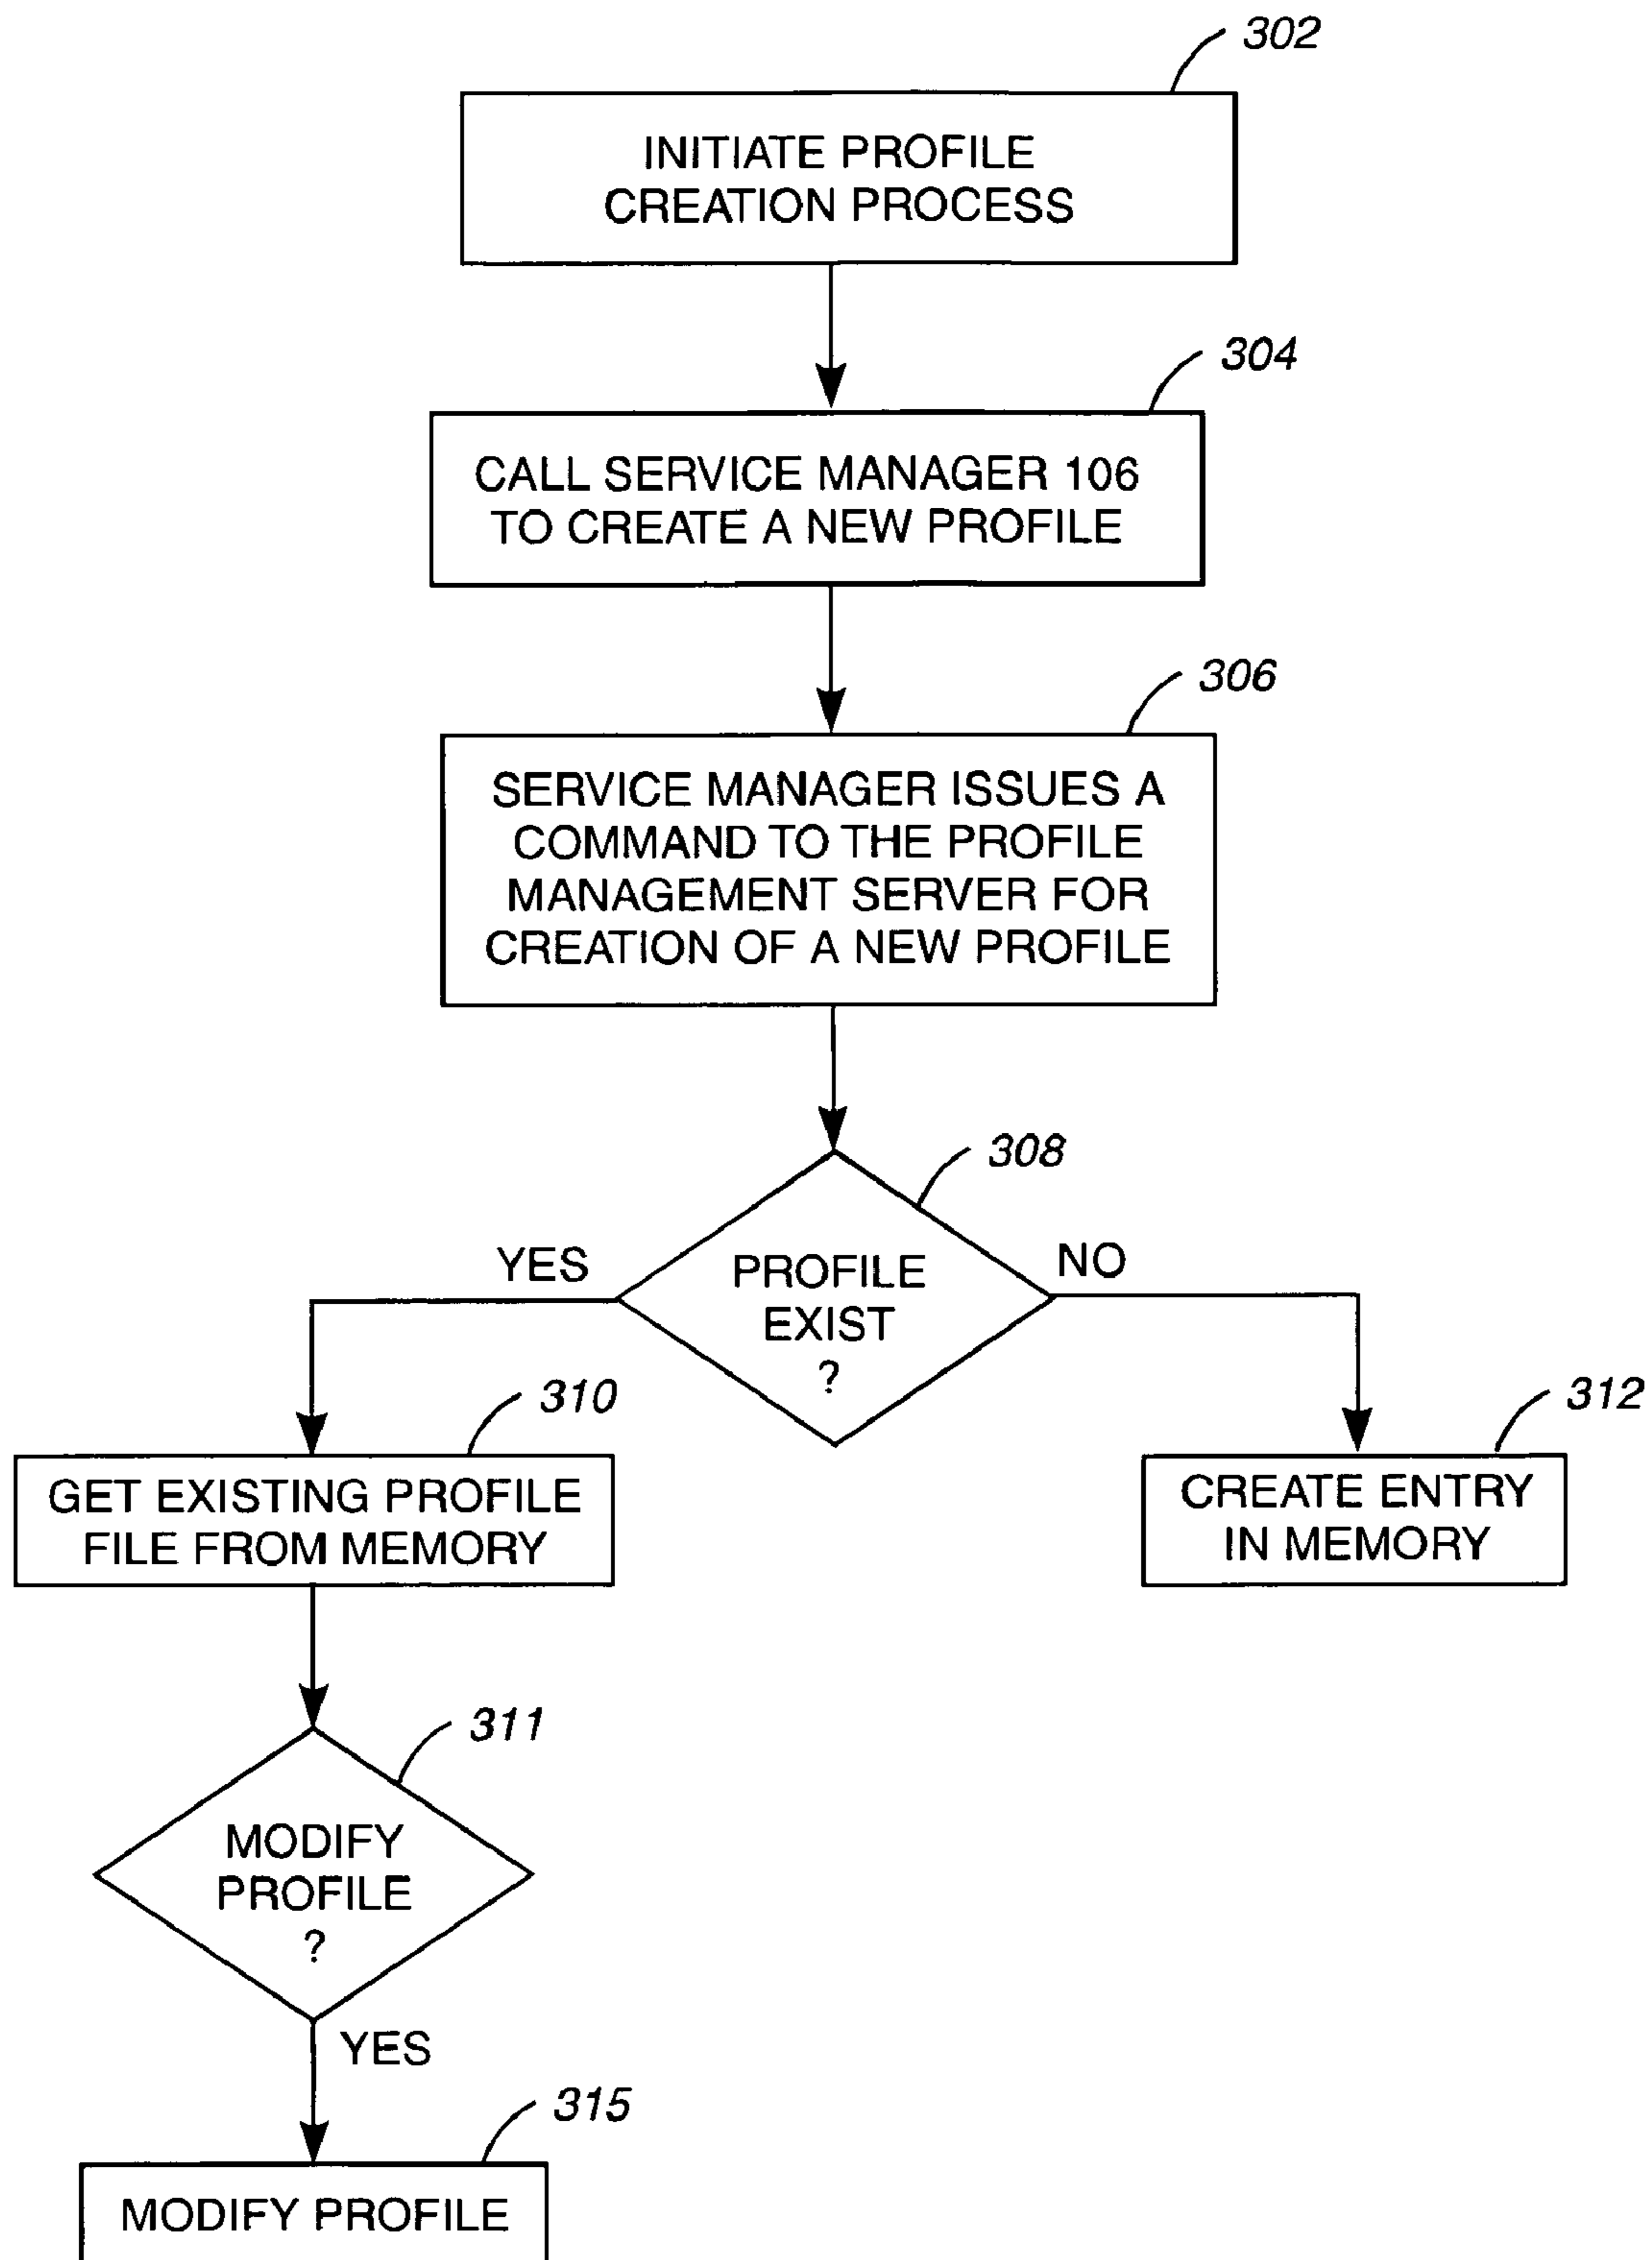 302
INITIATE PROFILE
CREATION PROCESS
304
CALL SERVICE MANAGER 106
TO CREATE A NEW PROFILE
306
SERVICE MANAGER ISSUES A
COMMAND TO THE PROFILE
MANAGEMENT SERVER FOR
CREATION OF A NEW PROFILE
308
PROFILE
EXIST
?
YES
NO
310
GET EXISTING PROFILE
FILE FROM MEMORY
312
CREATE ENTRY
IN MEMORY
311
MODIFY
PROFILE
?
YES
315
MODIFY PROFILE